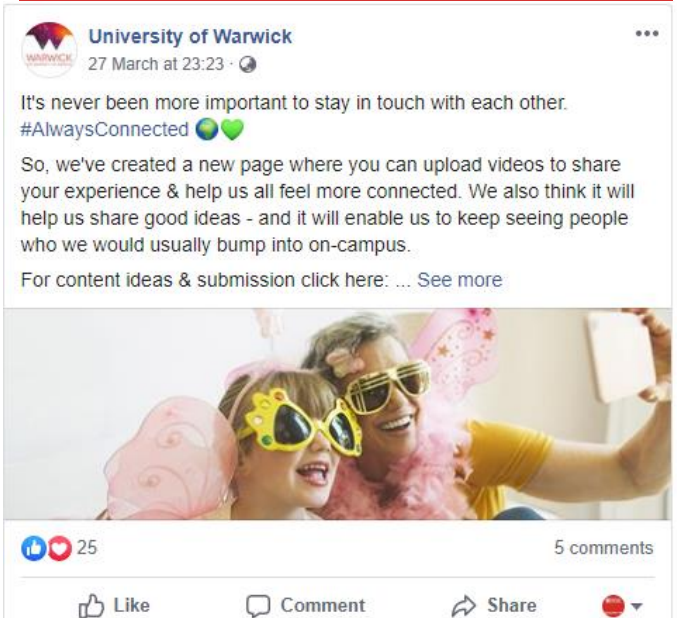 University of Warwick
WARWICK
27 March at 23:23 ·
It's never been more important to stay in touch with each other.
#AlwaysConnected 🌍💚
So, we've created a new page where you can upload videos to share
your experience & help us all feel more connected. We also think it will
help us share good ideas - and it will enable us to keep seeing people
who we would usually bump into on-campus.
For content ideas & submission click here: ... See more
25
5 comments
Like
Comment
Share